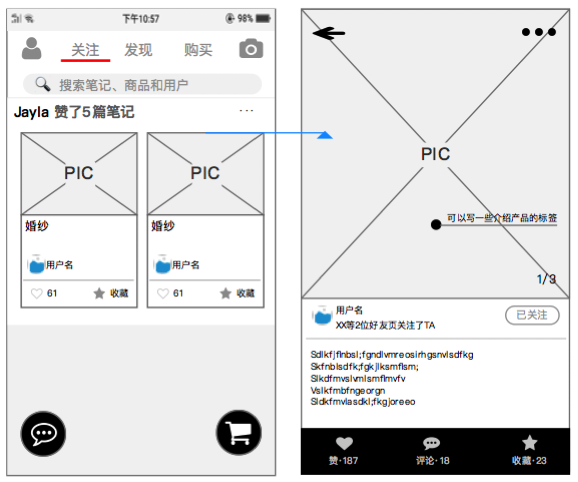 下午10:57
98%
关注
发现
购买
搜索笔记、商品和用户
Jayla 赞了5篇笔记
...
PIC
PIC
婚纱
婚纱
用户名
用户名
61
收藏
61
收藏
PIC
可以写一些介绍产品的标签
1/3
用户名
XX等2位好友页关注了TA
已关注
Sdlkfjflnbsl;fgndlvmreosirhgsnvlsdfkg
Skfnblsdfk;fgkjlksmflsm;
Slkdfmvslvmlsmflmvfv
Vslkfmbfngeorgn
Sldkfmvlasdkl;fkgjoreeo
赞·187
评论·18
收藏·23